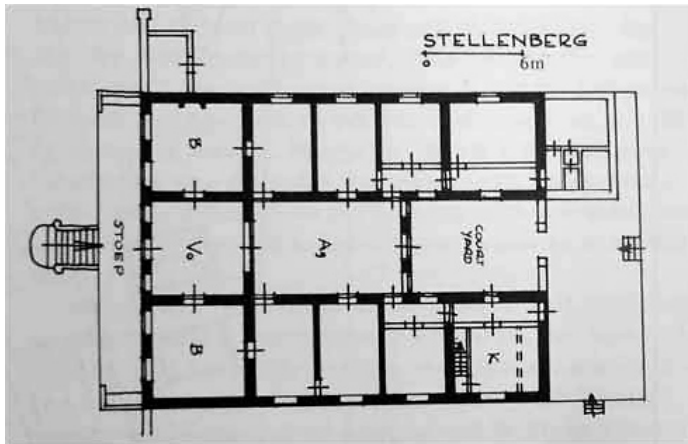 STELLENBERG
0 6m
B
STOEP
Vo
Ag
COURT
YARD
B
K